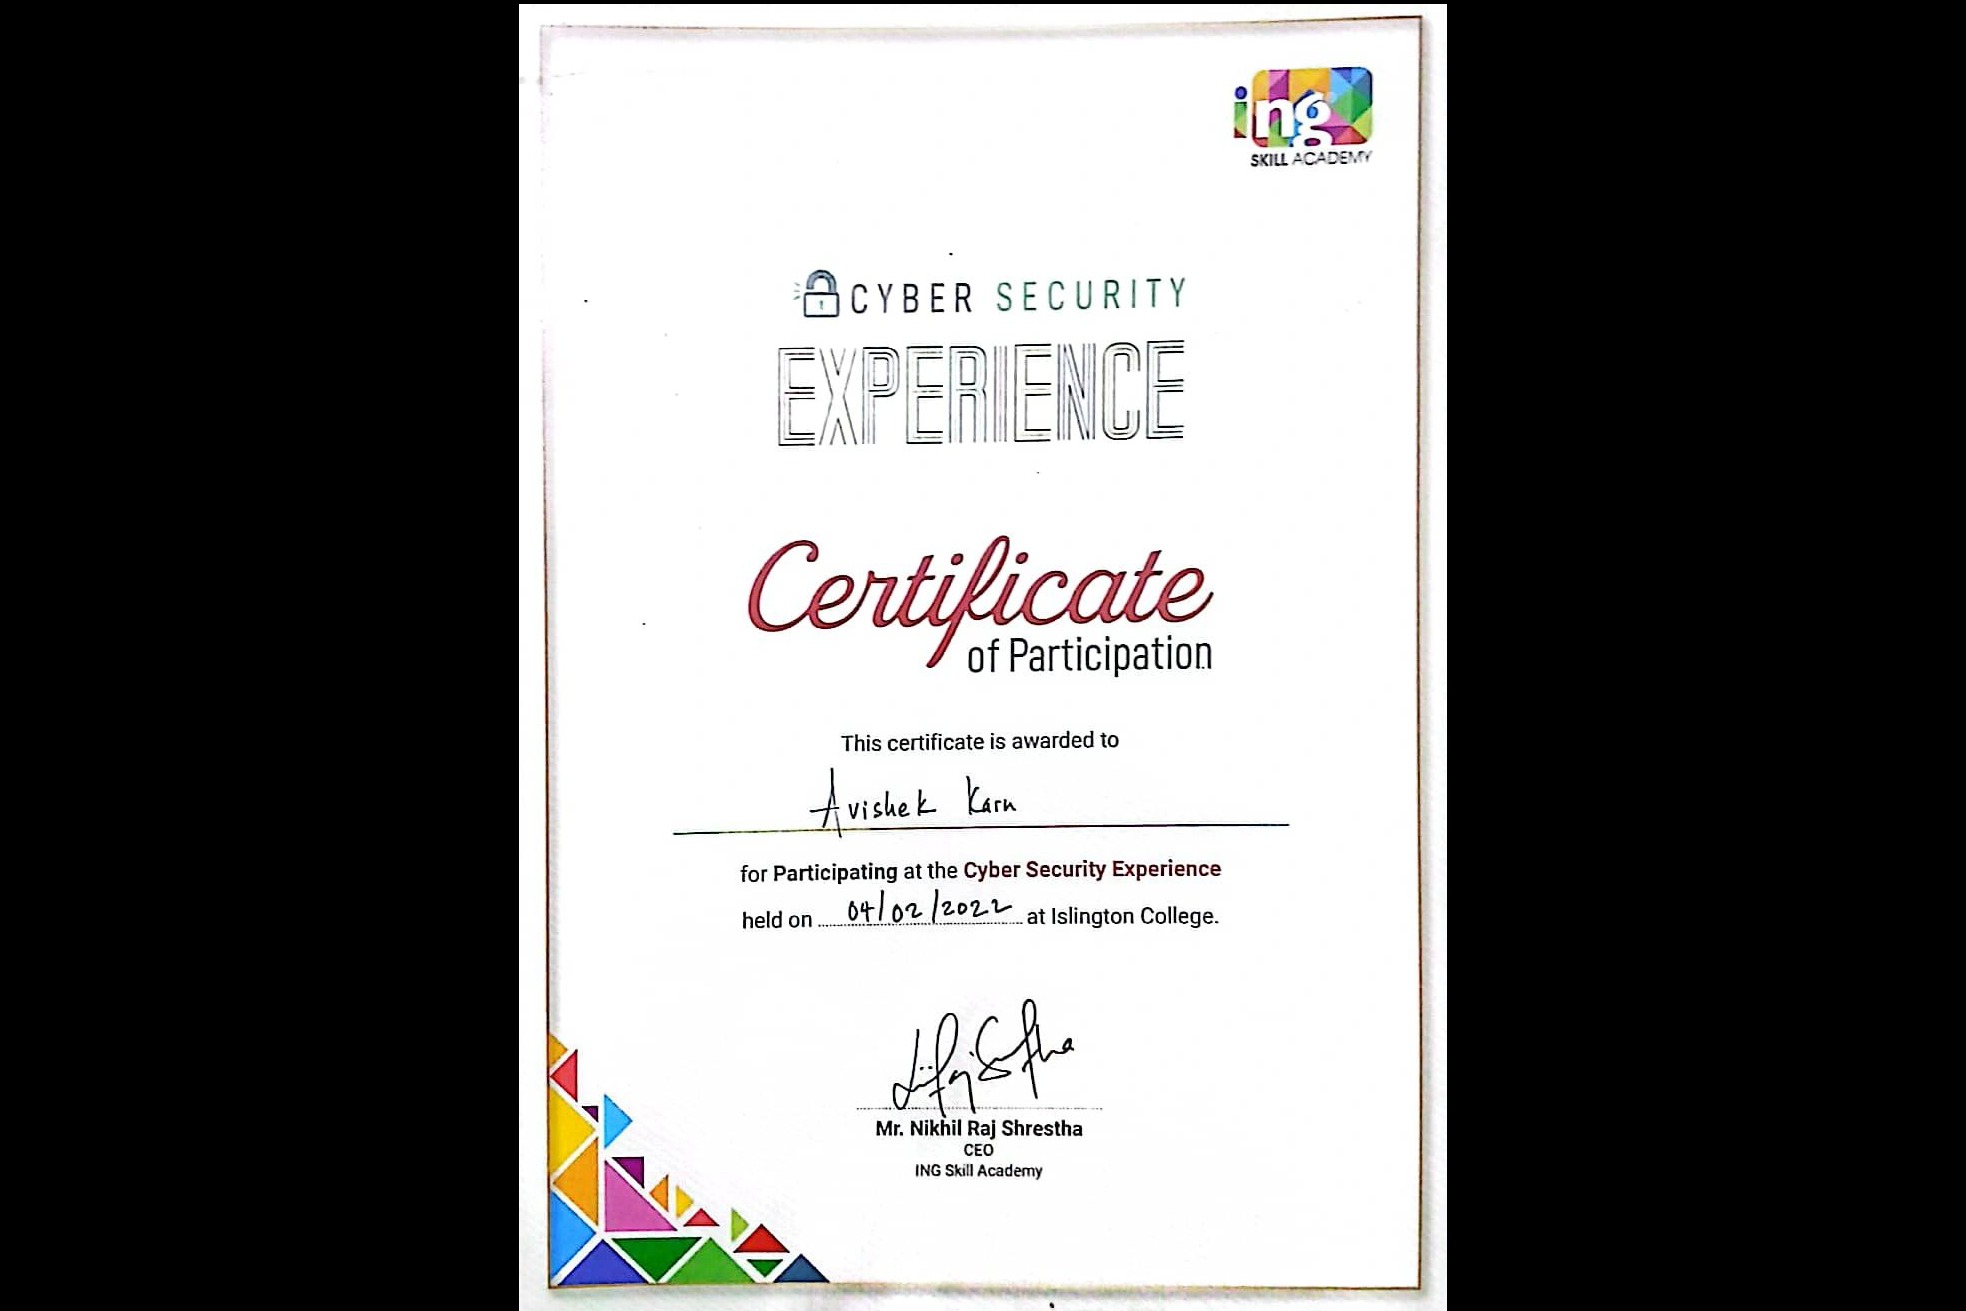 ing
SKILL ACADEMY
CYBER SECURITY
EXPERIENCE
Certificate
of Participation
This certificate is awarded to
Avishek Karn
for Participating at the Cyber Security Experience
held on 04/02/2022 at Islington College.
Mr. Nikhil Raj Shrestha
CEO
ING Skill Academy